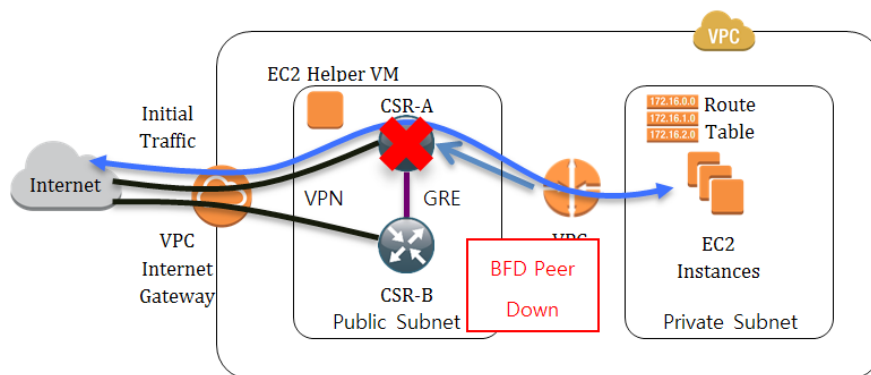 VPC
EC2 Helper VM
CSR-A
Initial
Traffic
172.16.0.0
172.16.1.0
172.16.2.0
Route
Table
Internet
VPN
GRE
VPC
Internet
Gateway
VPC
BFD Peer
Down
EC2
Instances
CSR-B
Public Subnet
Private Subnet